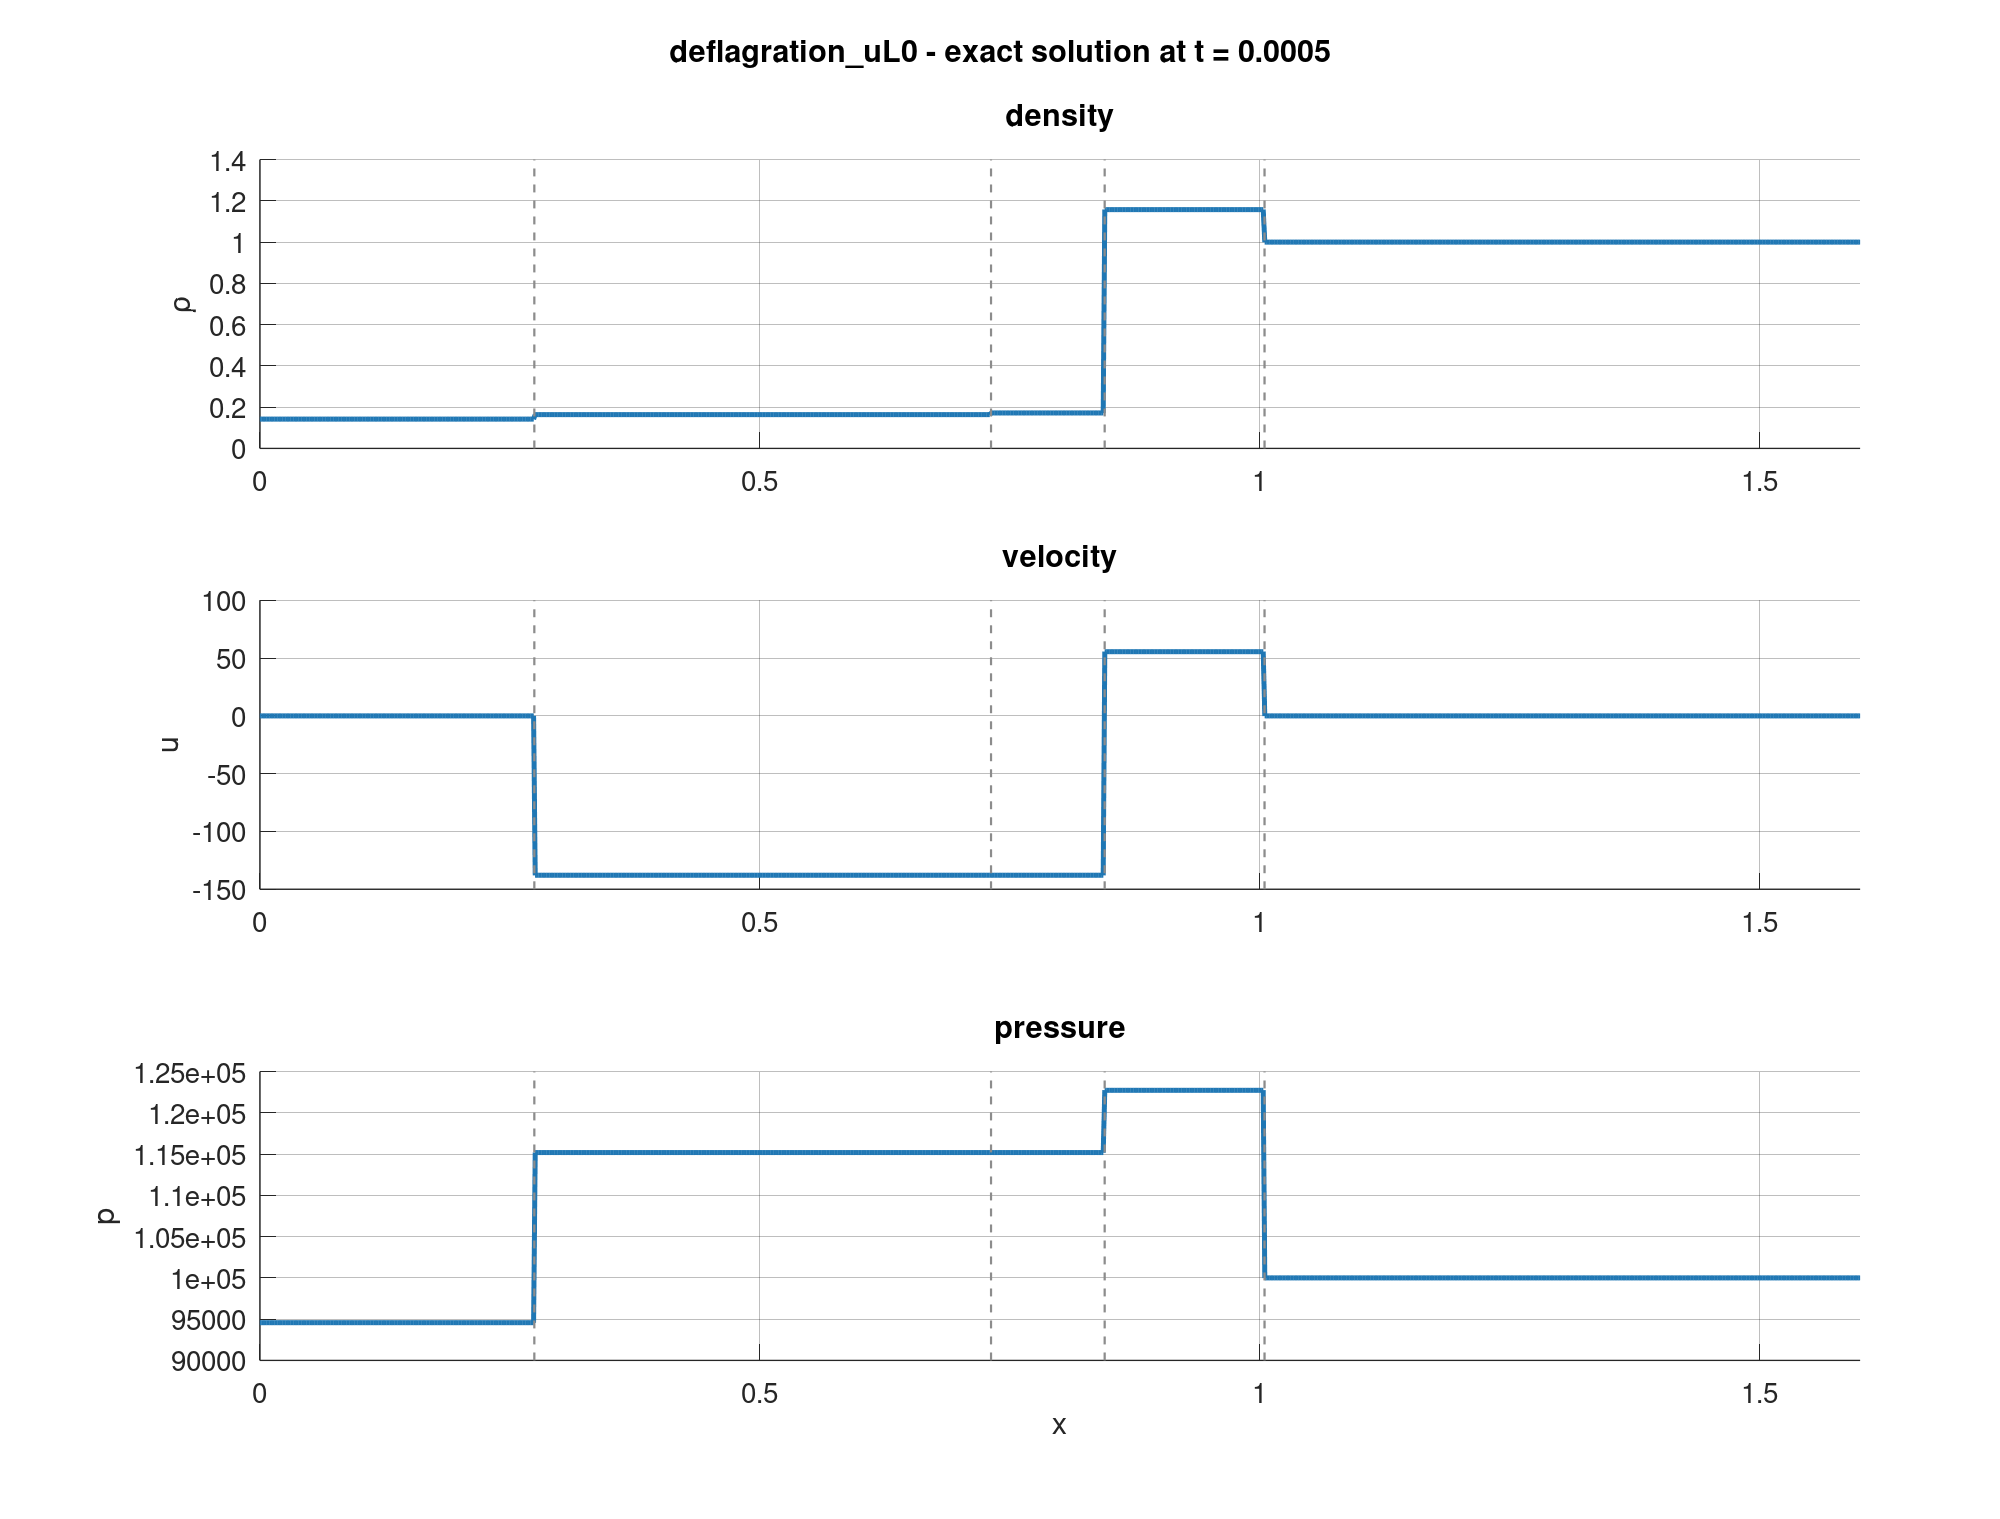 deflagration_uL0 - exact solution at t = 0.0005
density
1.4
1.2
1
0.8
0.6
0.4
0.2
0
ρ
0 0.5 1 1.5
velocity
100
50
0
-50
-100
-150
u
0 0.5 1 1.5
pressure
1.25e+05
1.2e+05
1.15e+05
1.1e+05
1.05e+05
1e+05
95000
90000
p
0 0.5 1 1.5
x